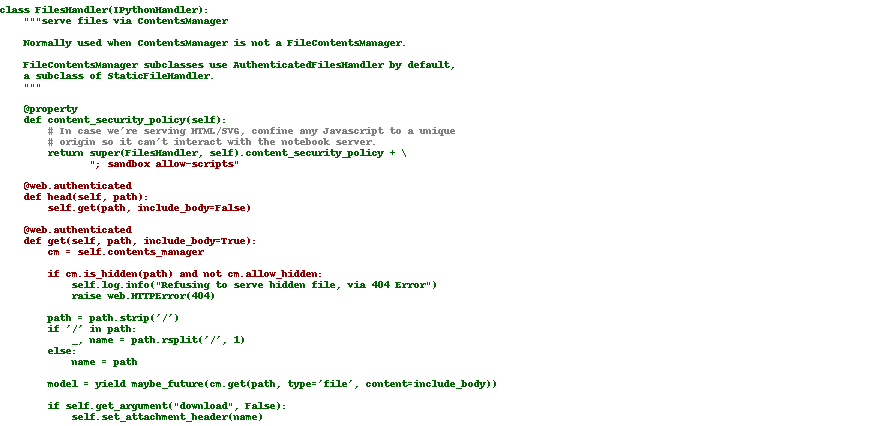 class FilesHandler(IPythonHandler):
    """serve files via ContentsManager

    Normally used when ContentsManager is not a FileContentsManager.

    FileContentsManager subclasses use AuthenticatedFilesHandler by default,
    a subclass of StaticFileHandler.
    """

    @property
    def content_security_policy(self):
        # In case we're serving HTML/SVG, confine any Javascript to a unique
        # origin so it can't interact with the notebook server.
        return super(FilesHandler, self).content_security_policy + \
               "; sandbox allow-scripts"

    @web.authenticated
    def head(self, path):
        self.get(path, include_body=False)

    @web.authenticated
    def get(self, path, include_body=True):
        cm = self.contents_manager

        if cm.is_hidden(path) and not cm.allow_hidden:
            self.log.info("Refusing to serve hidden file, via 404 Error")
            raise web.HTTPError(404)

        path = path.strip('/')
        if '/' in path:
            _, name = path.rsplit('/', 1)
        else:
            name = path

        model = yield maybe_future(cm.get(path, type='file', content=include_body))

        if self.get_argument("download", False):
            self.set_attachment_header(name)